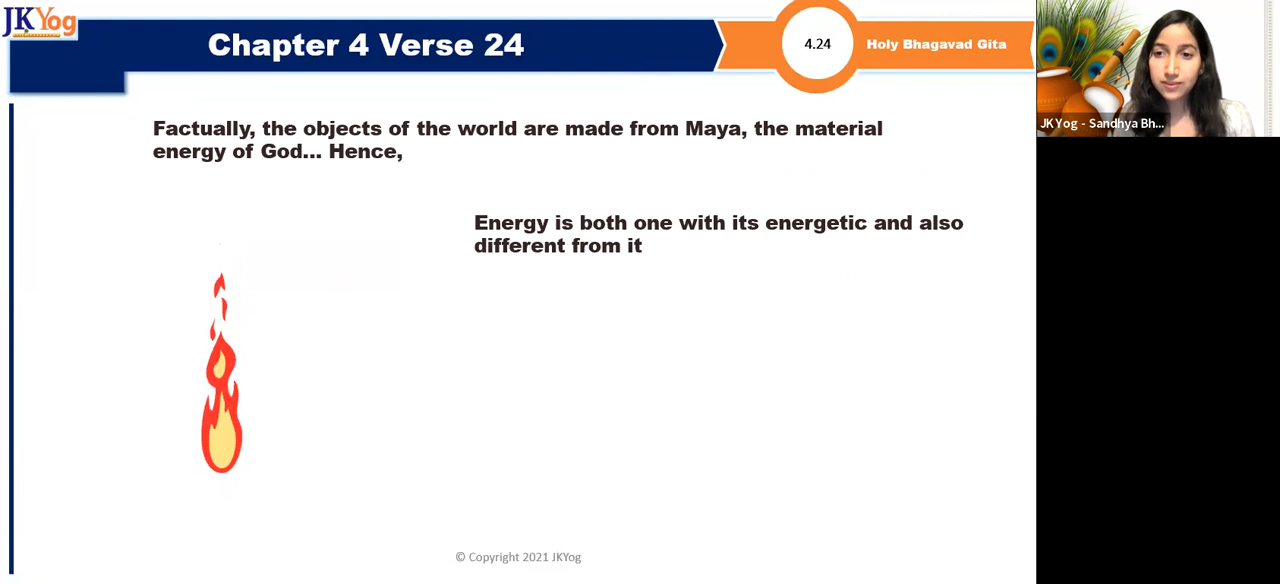 JKYog
Chapter 4 Verse 24
4.24
Holy Bhagavad Gita
JKYog - Sandhya Bh...
Factually, the objects of the world are made from Maya, the material
energy of God... Hence,
Energy is both one with its energetic and also
different from it
© Copyright 2021 JKYog